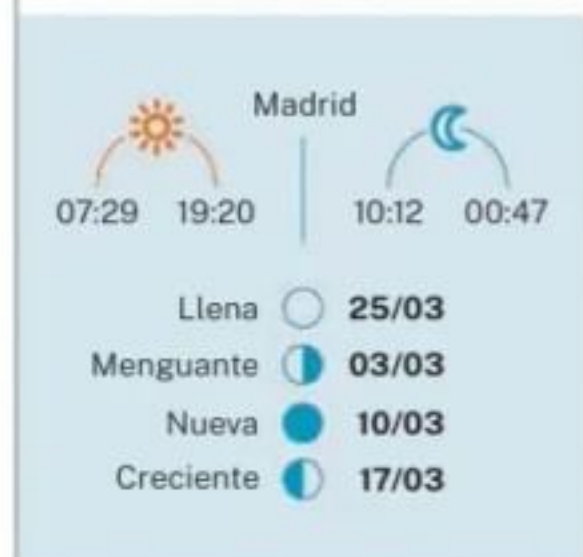 Madrid
07:29 19:20 10:12 00:47
Llena 25/03
Menguante 03/03
Nueva 10/03
Creciente 17/03